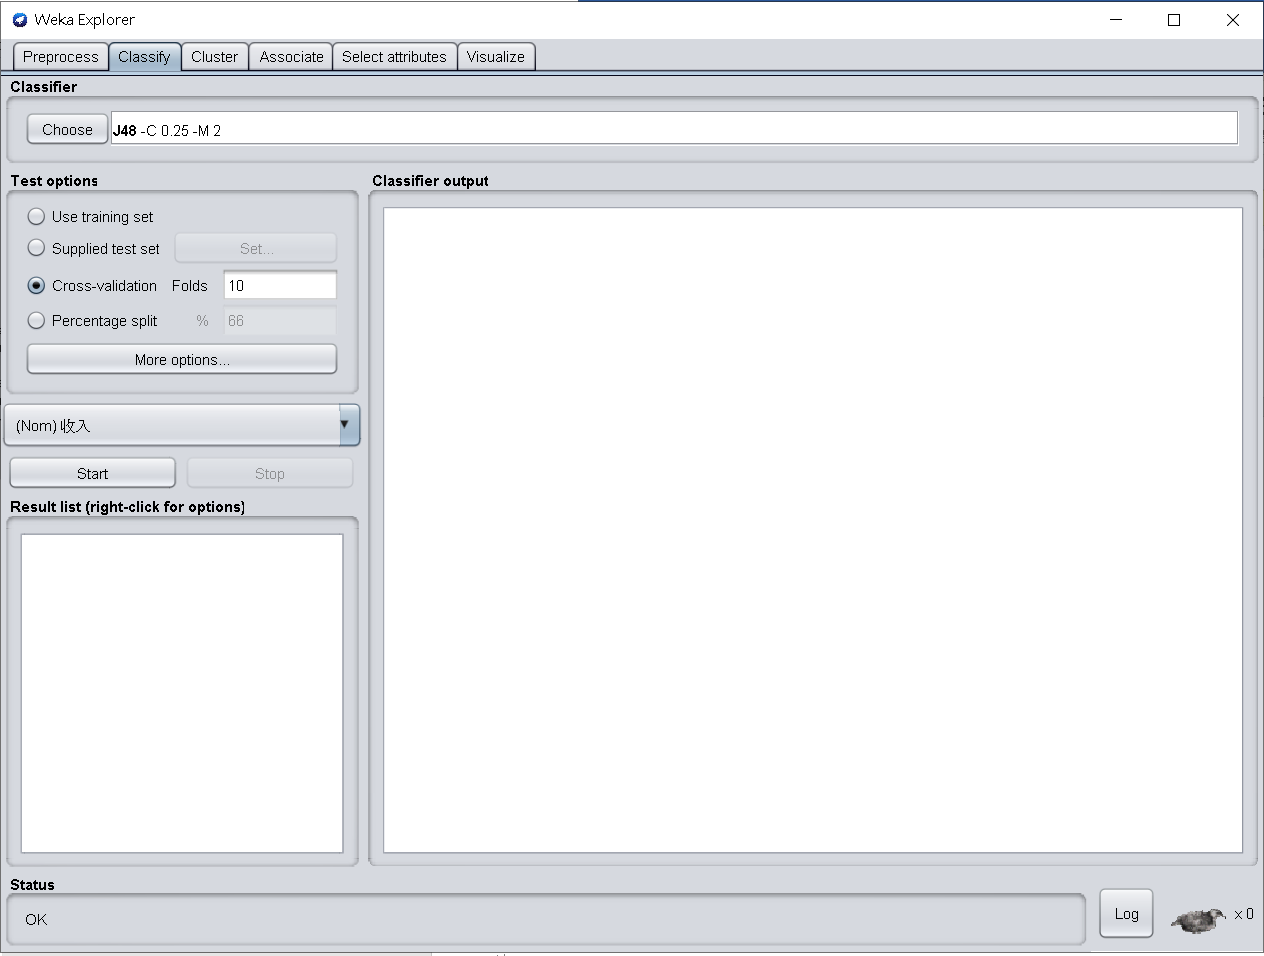 Weka Explorer
Preprocess Classify Cluster Associate Select attributes Visualize
Classifier
Choose J48 -C 0.25 -M 2
Test options
Use training set
Supplied test set Set...
Cross-validation Folds 10
Percentage split % 66
More options...
(Nom) 收入
Start Stop
Result list (right-click for options)
Classifier output
Status
OK
Log x 0